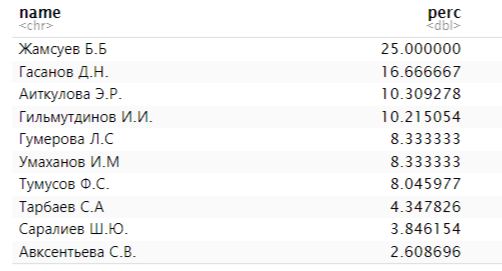 name perc
<chr> <dbl>
Жамсуев Б.Б 25.000000
Гасанов Д.Н. 16.666667
Аиткулова Э.Р. 10.309278
Гильмутдинов И.И. 10.215054
Гумерова Л.С 8.333333
Умаханов И.М 8.333333
Тумусов Ф.С. 8.045977
Тарбаев С.А 4.347826
Саралиев Ш.Ю. 3.846154
Авксентьева С.В. 2.608696